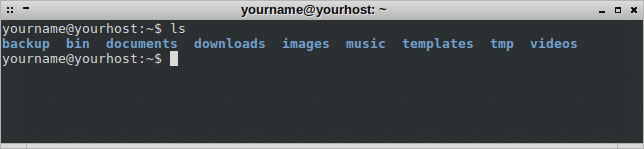 yourname@yourhost: ~
yourname@yourhost:~$ ls
backup  bin  documents  downloads  images  music  templates  tmp  videos
yourname@yourhost:~$